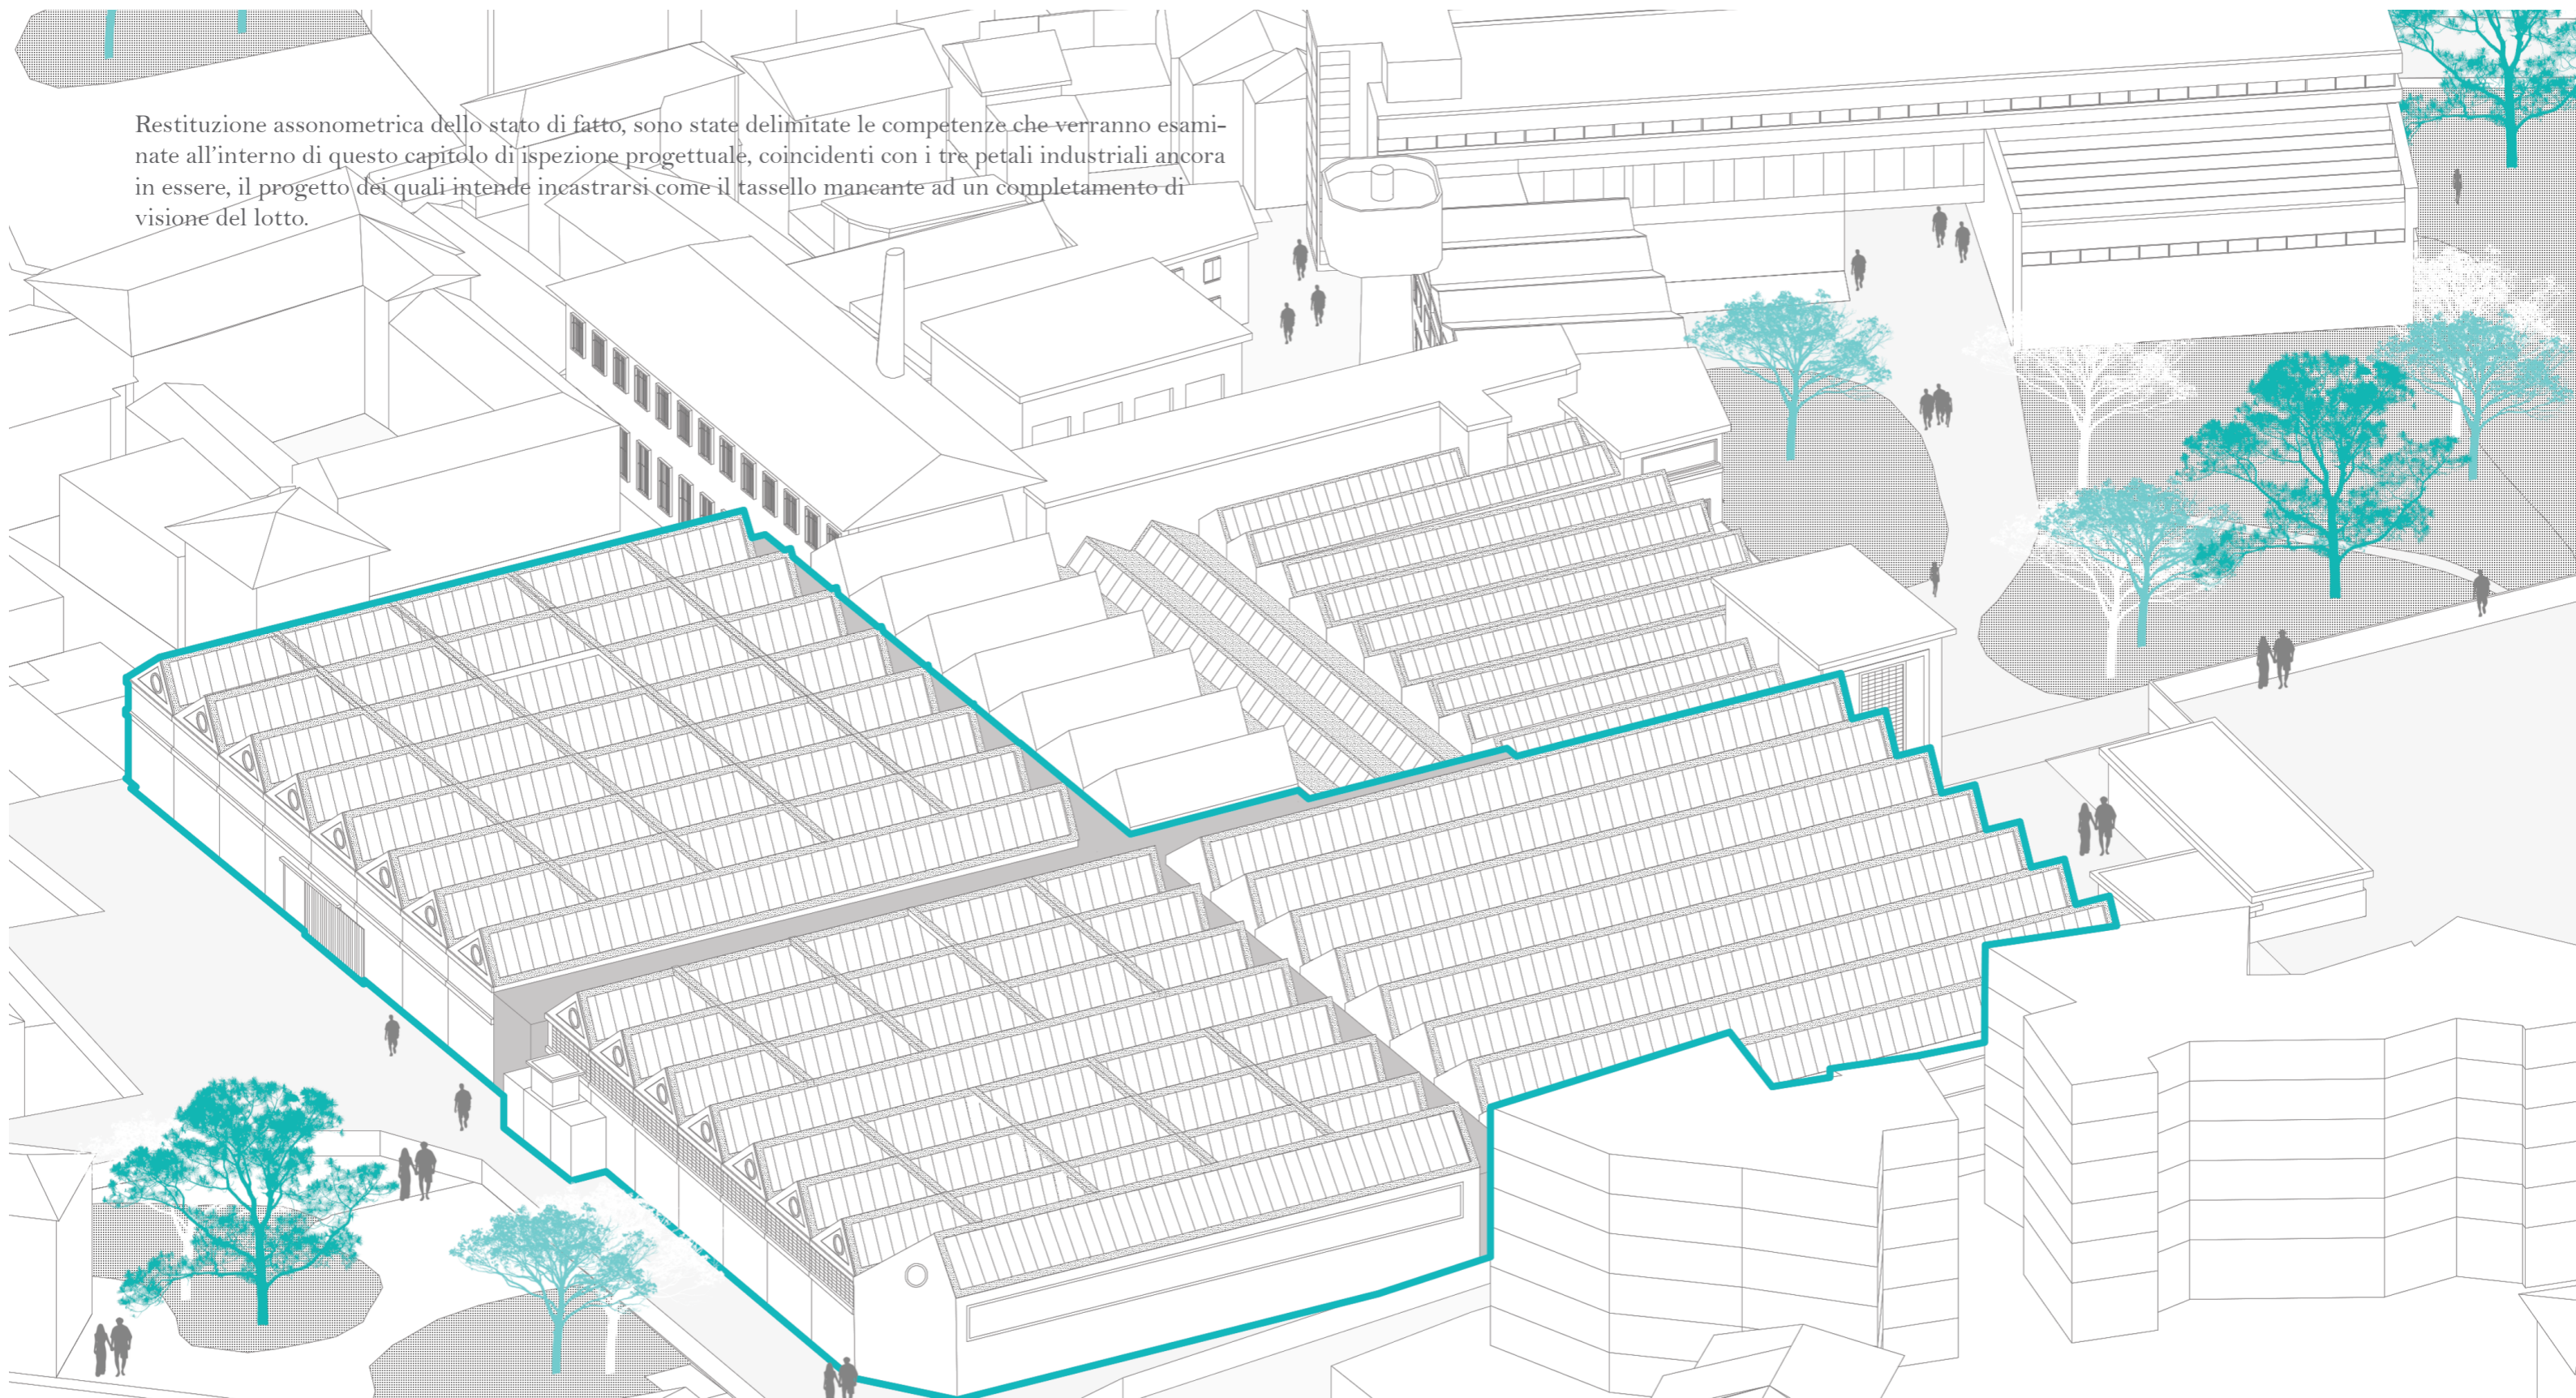 Restituzione assonometrica dello stato di fatto, sono state delimitate le competenze che verranno esami-
nate all'interno di questo capitolo di ispezione progettuale, coincidenti con i tre petali industriali ancora
in essere, il progetto dei quali intende incastrarsi come il tassello mancante ad un completamento di
visione del lotto.